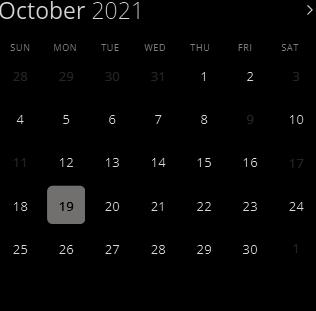 October 2021
SUN MON TUE WED THU FRI SAT
28 29 30 31 1 2 3
4 5 6 7 8 9 10
11 12 13 14 15 16 17
18 19 20 21 22 23 24
25 26 27 28 29 30 1